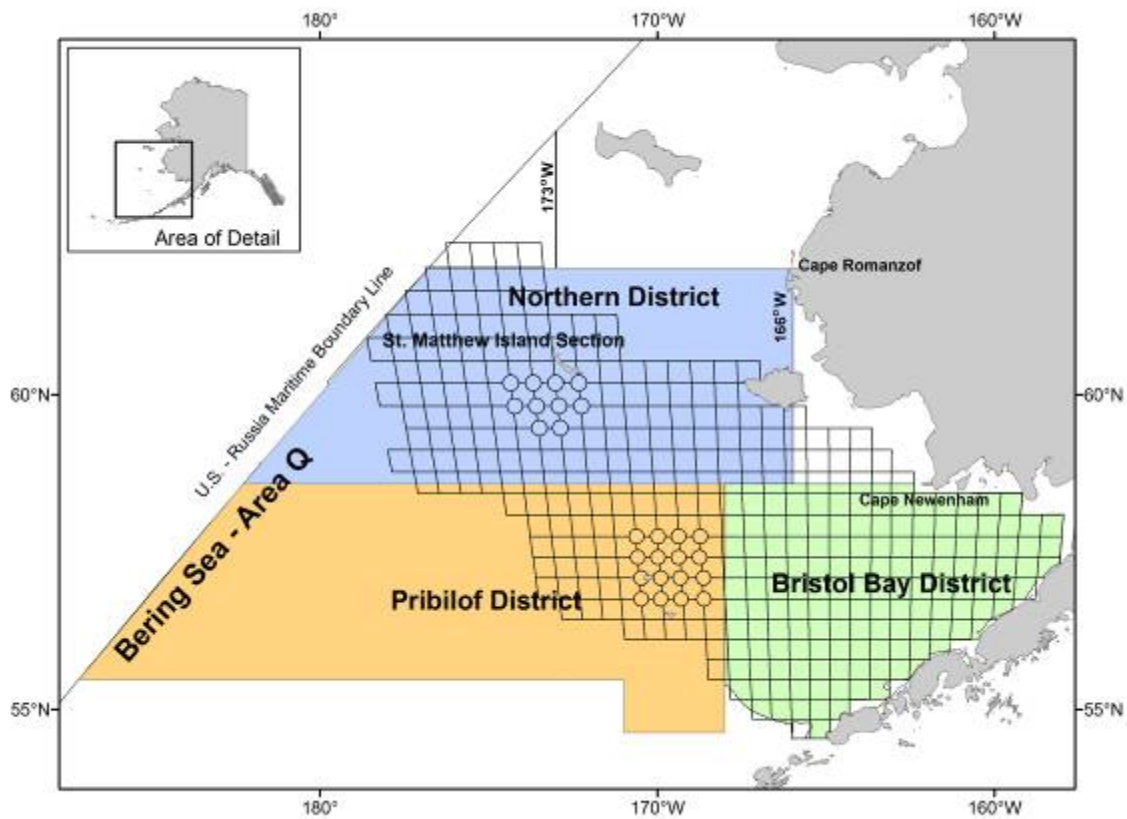 180°
170°W
160°W
Area of Detail
173°W
Cape Romanzof
Northern District
166°W
St. Matthew Island Section
U.S. - Russia Maritime Boundary Line
60°N
60°N
Bering Sea - Area Q
Cape Newenham
Bristol Bay District
Pribilof District
55°N
55°N
180°
170°W
160°W